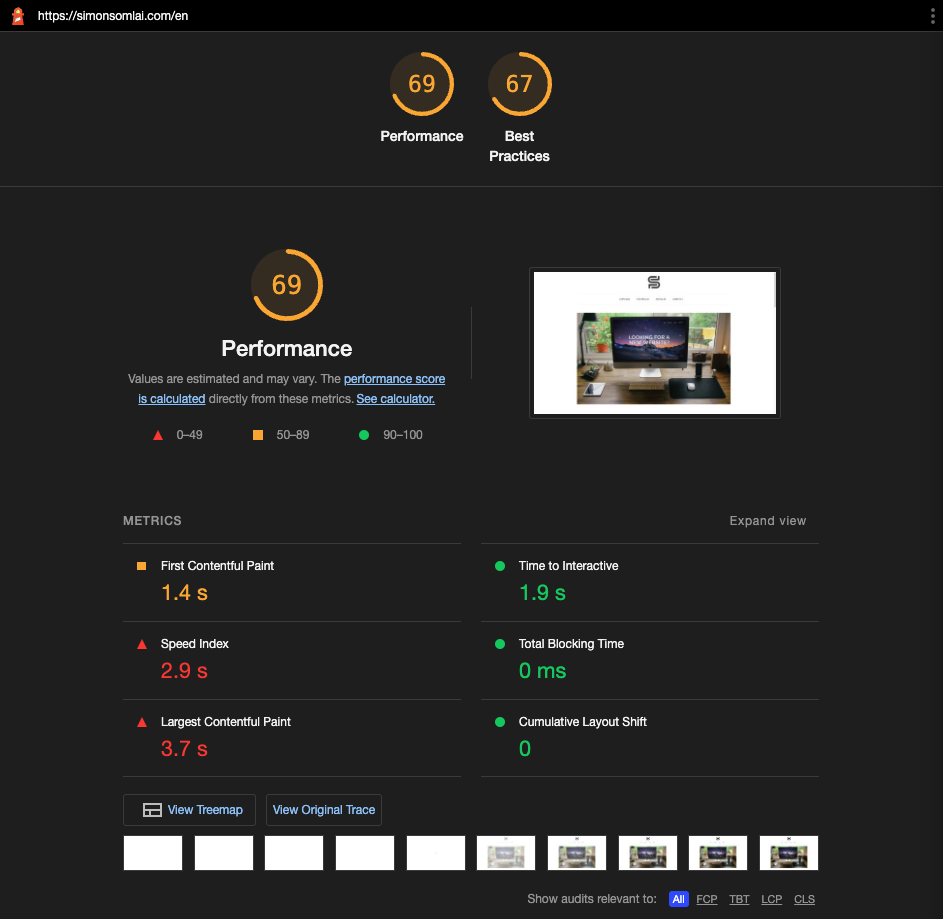 https://simonsomlai.com/en
69
67
Performance
Best
Practices
69
Performance
Values are estimated and may vary. The performance score
is calculated directly from these metrics. See calculator.
0–49
50–89
90–100
LOOKING FOR A
NEW WEBSITE?
METRICS
Expand view
First Contentful Paint
1.4 s
Time to Interactive
1.9 s
Speed Index
2.9 s
Total Blocking Time
0 ms
Largest Contentful Paint
3.7 s
Cumulative Layout Shift
0
View Treemap
View Original Trace
Show audits relevant to: All FCP TBT LCP CLS